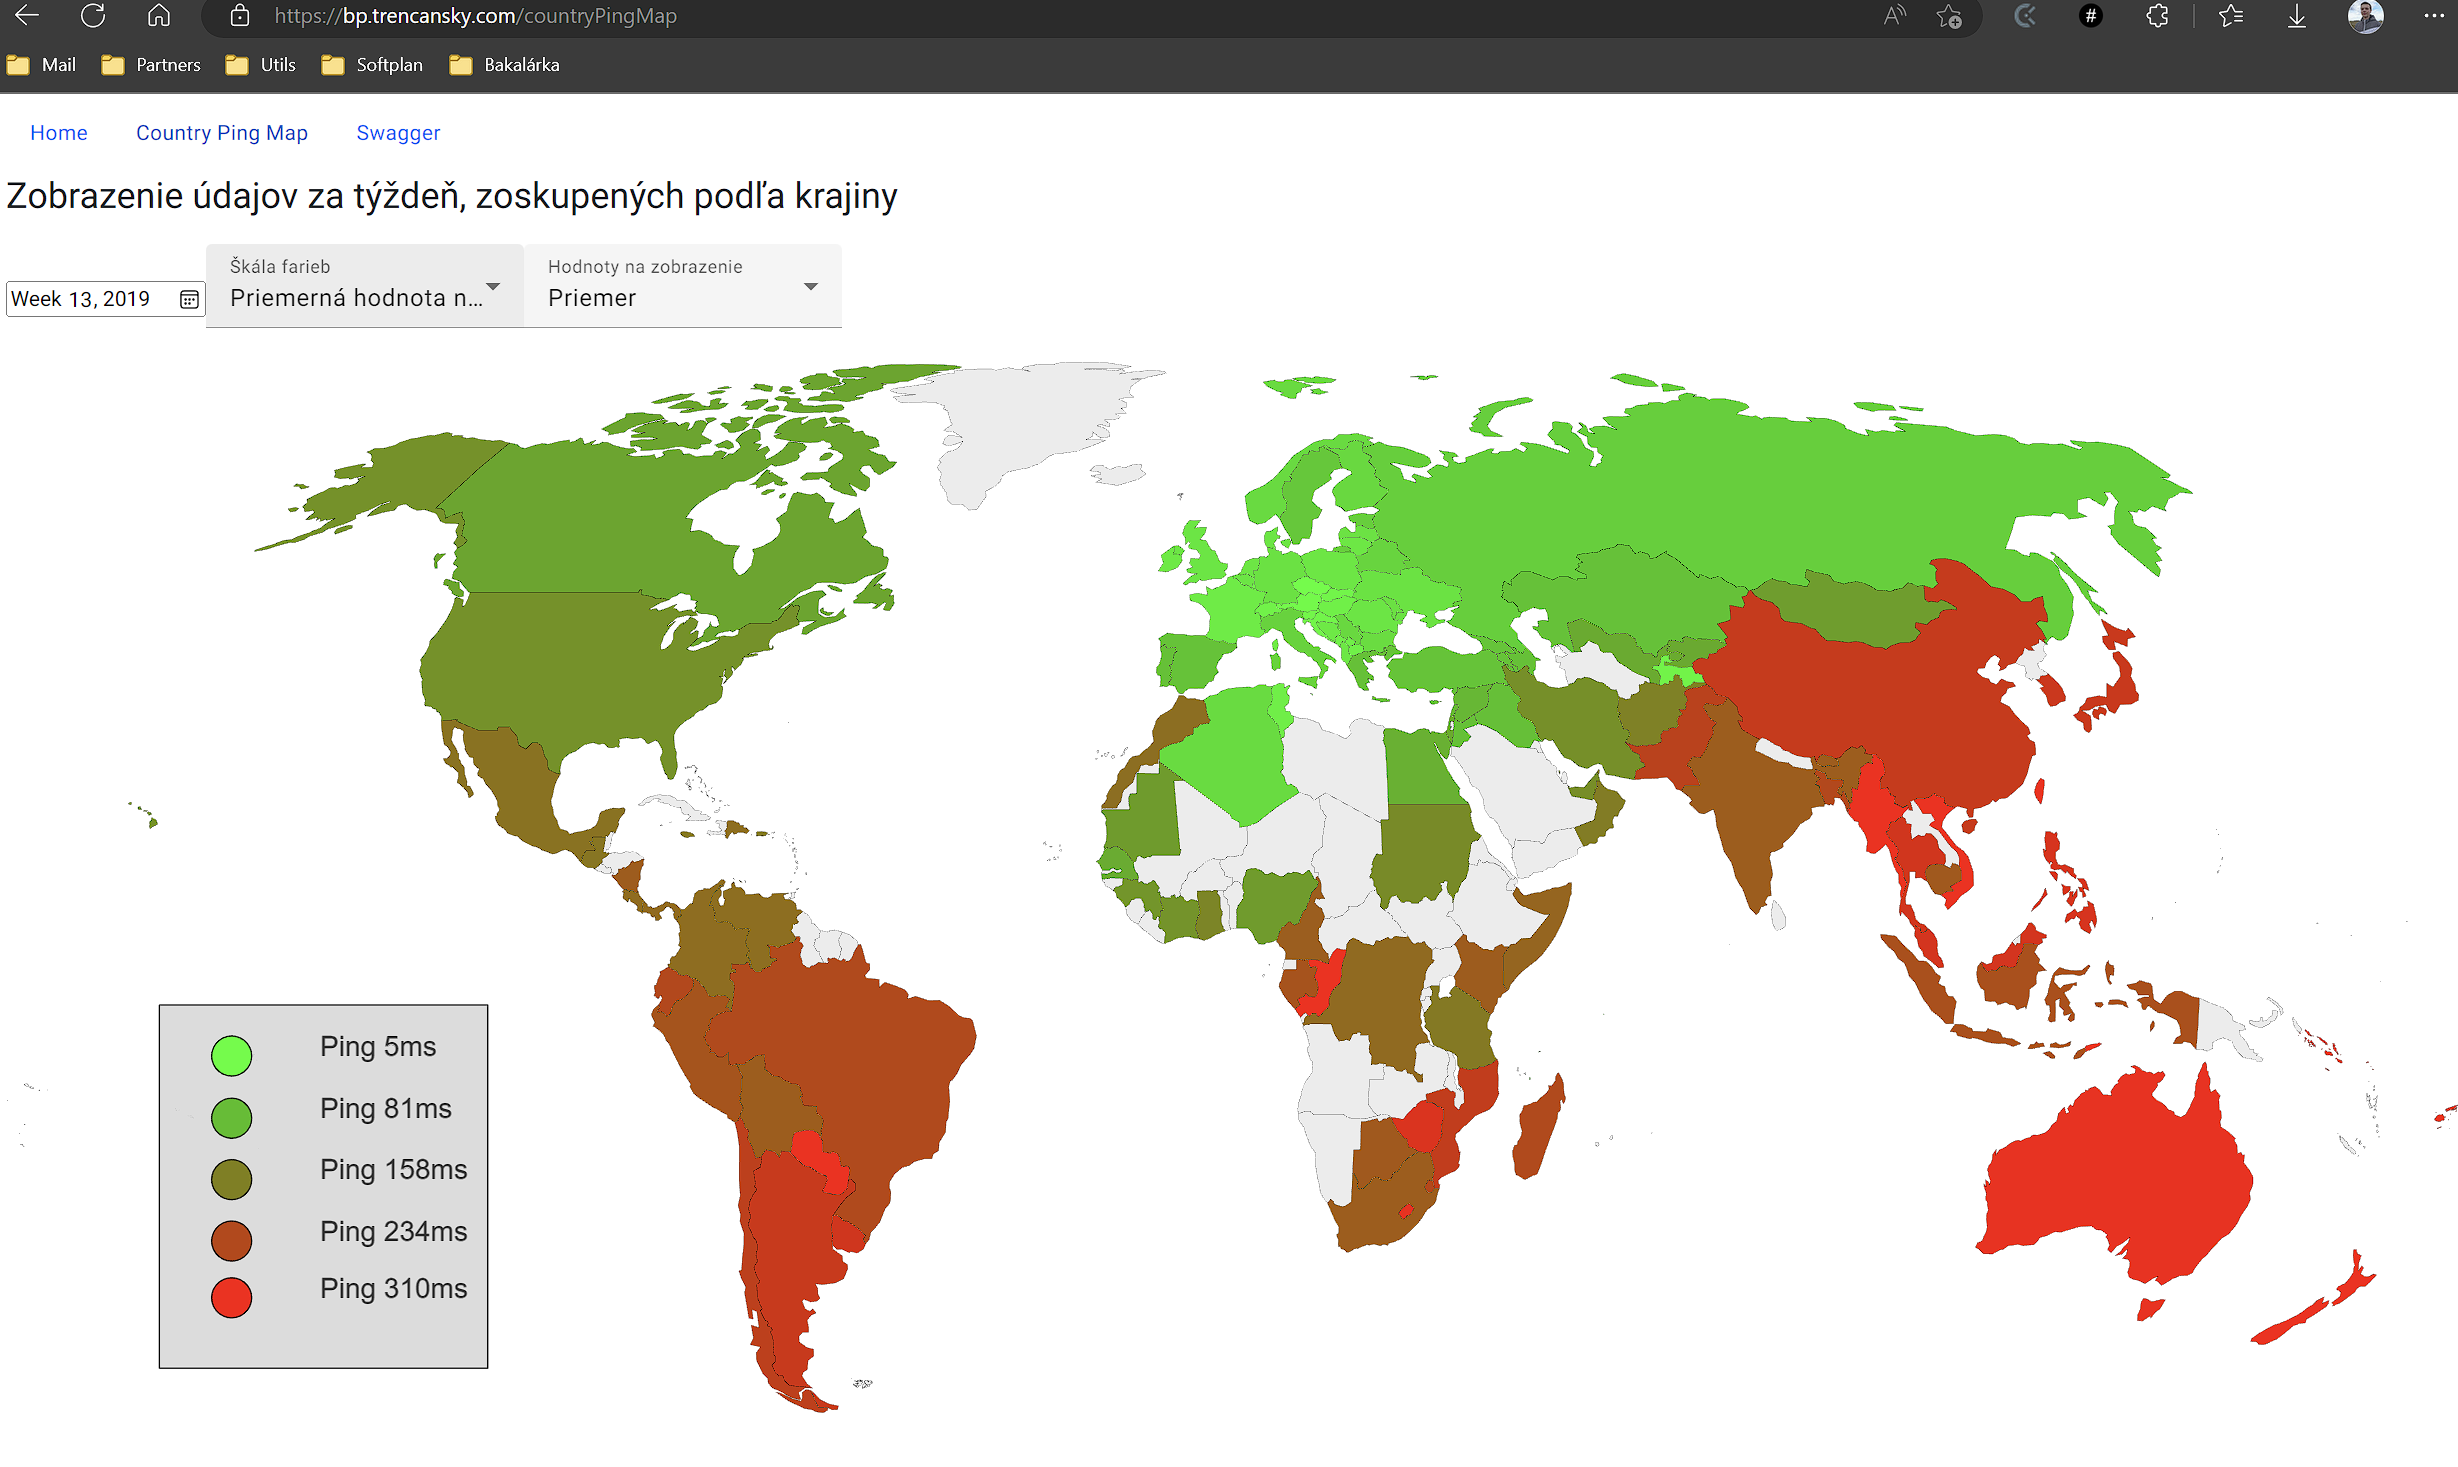 https://bp.trencansky.com/countryPingMap
Mail Partners Utils Softplan Bakalárka
Home Country Ping Map Swagger
Zobrazenie údajov za týždeň, zoskupených podľa krajiny
Week 13, 2019
Škála farieb
Priemerná hodnota n...
Hodnoty na zobrazenie
Priemer
Ping 5ms
Ping 81ms
Ping 158ms
Ping 234ms
Ping 310ms